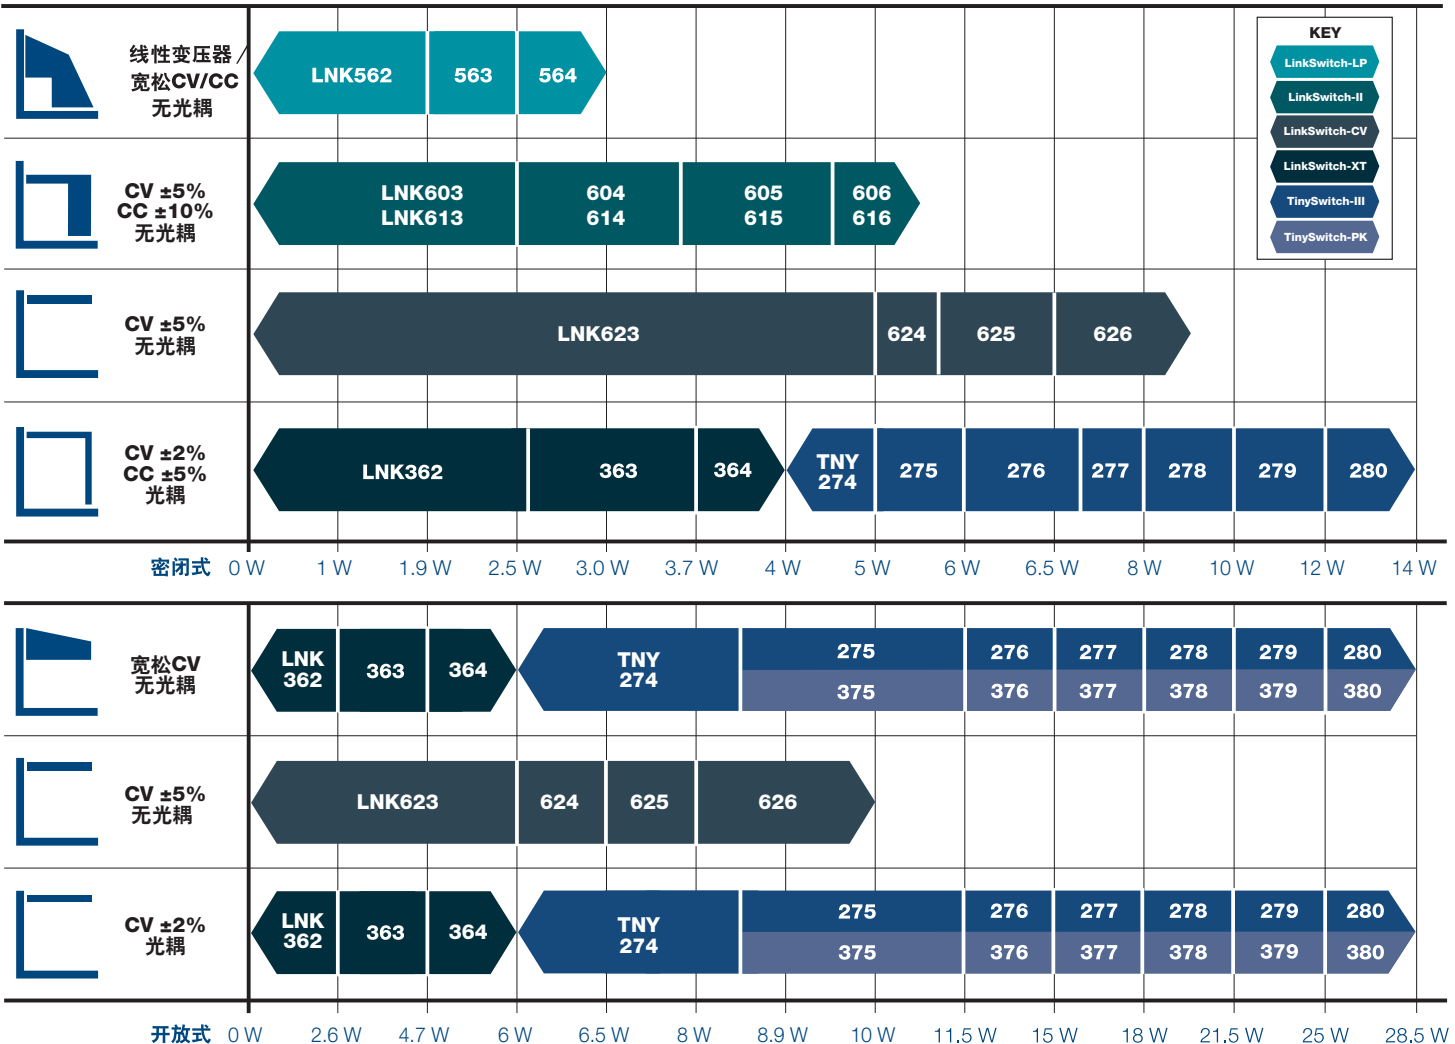 线性变压器/
宽松CV/CC
无光耦
LNK562 563 564
KEY
LinkSwitch-LP
LinkSwitch-II
LinkSwitch-CV
LinkSwitch-XT
TinySwitch-III
TinySwitch-PK
CV ±5%
CC ±10%
无光耦
LNK603 604 605 606
LNK613 614 615 616
CV ±5%
无光耦
LNK623 624 625 626
CV ±2%
CC ±5%
光耦
LNK362 363 364
TNY
274
275 276 277 278 279 280
密闭式 0 W 1 W 1.9 W 2.5 W 3.0 W 3.7 W 4 W 5 W 6 W 6.5 W 8 W 10 W 12 W 14 W
宽松CV
无光耦
LNK
362
363 364
TNY
274
275 276 277 278 279 280
375 376 377 378 379 380
CV ±5%
无光耦
LNK623 624 625 626
CV ±2%
光耦
LNK
362
363 364
TNY
274
275 276 277 278 279 280
375 376 377 378 379 380
开放式 0 W 2.6 W 4.7 W 6 W 6.5 W 8 W 8.9 W 10 W 11.5 W 15 W 18 W 21.5 W 25 W 28.5 W